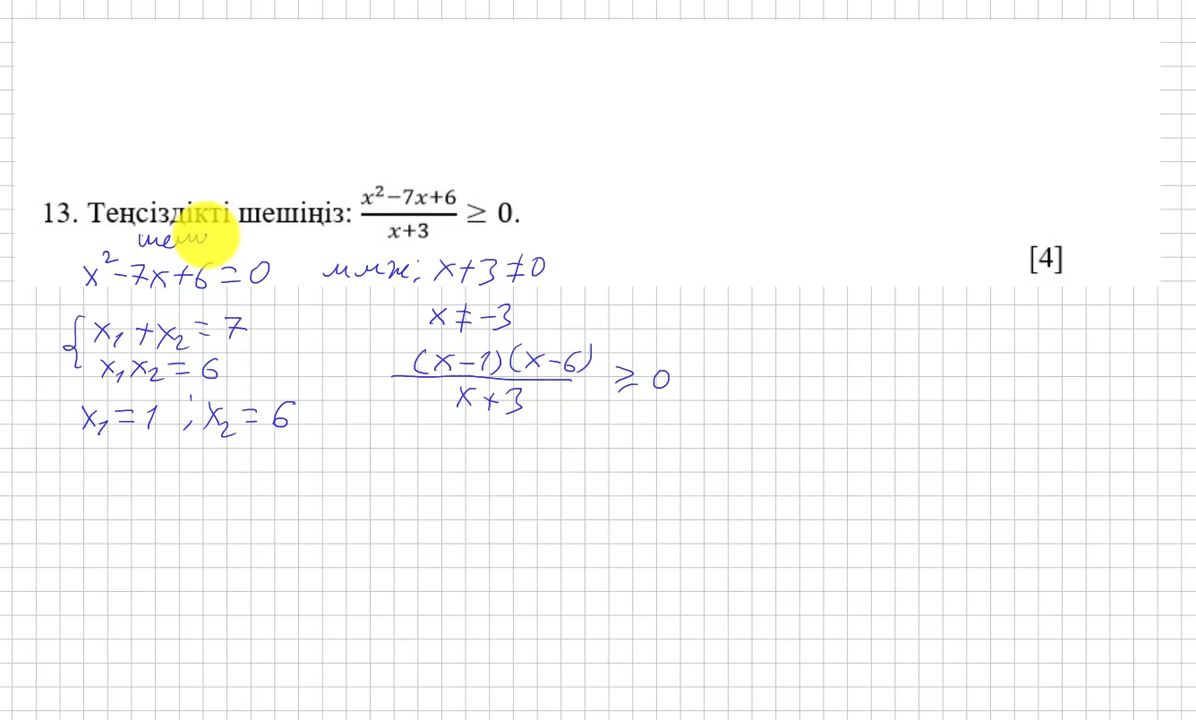 13. Теңсіздікті шешіңіз: (x²−7x+6)/(x+3) ≥ 0.
[4]
x²-7x+6=0
ммж: x+3≠0
{x₁+x₂=7
x₁x₂=6
x₁=1 ; x₂=6
x≠-3
(x-1)(x-6)/(x+3) ≥ 0